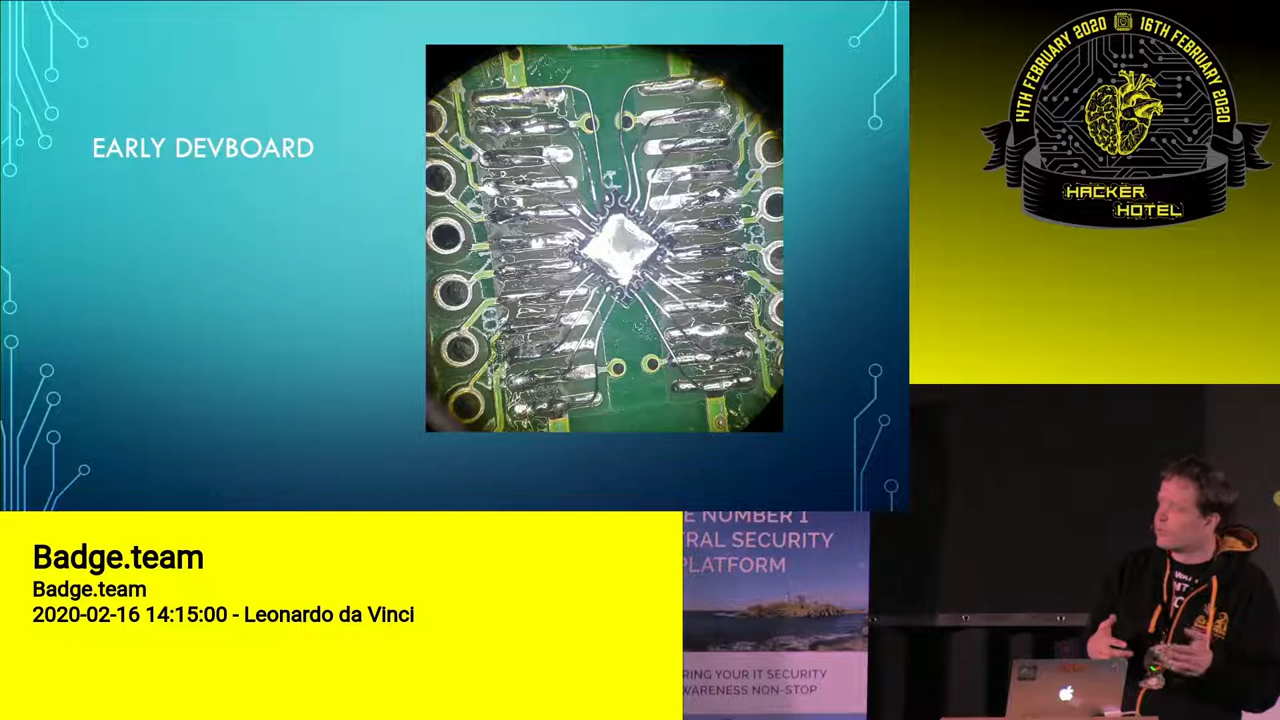 EARLY DEVBOARD
14TH FEBRUARY 2020
16TH FEBRUARY 2020
HACKER
HOTEL
Badge.team
Badge.team
2020-02-16 14:15:00 - Leonardo da Vinci
E NUMBER 1
TRAL SECURITY
PLATFORM
RING YOUR IT SECURITY
WARENESS NON-STOP